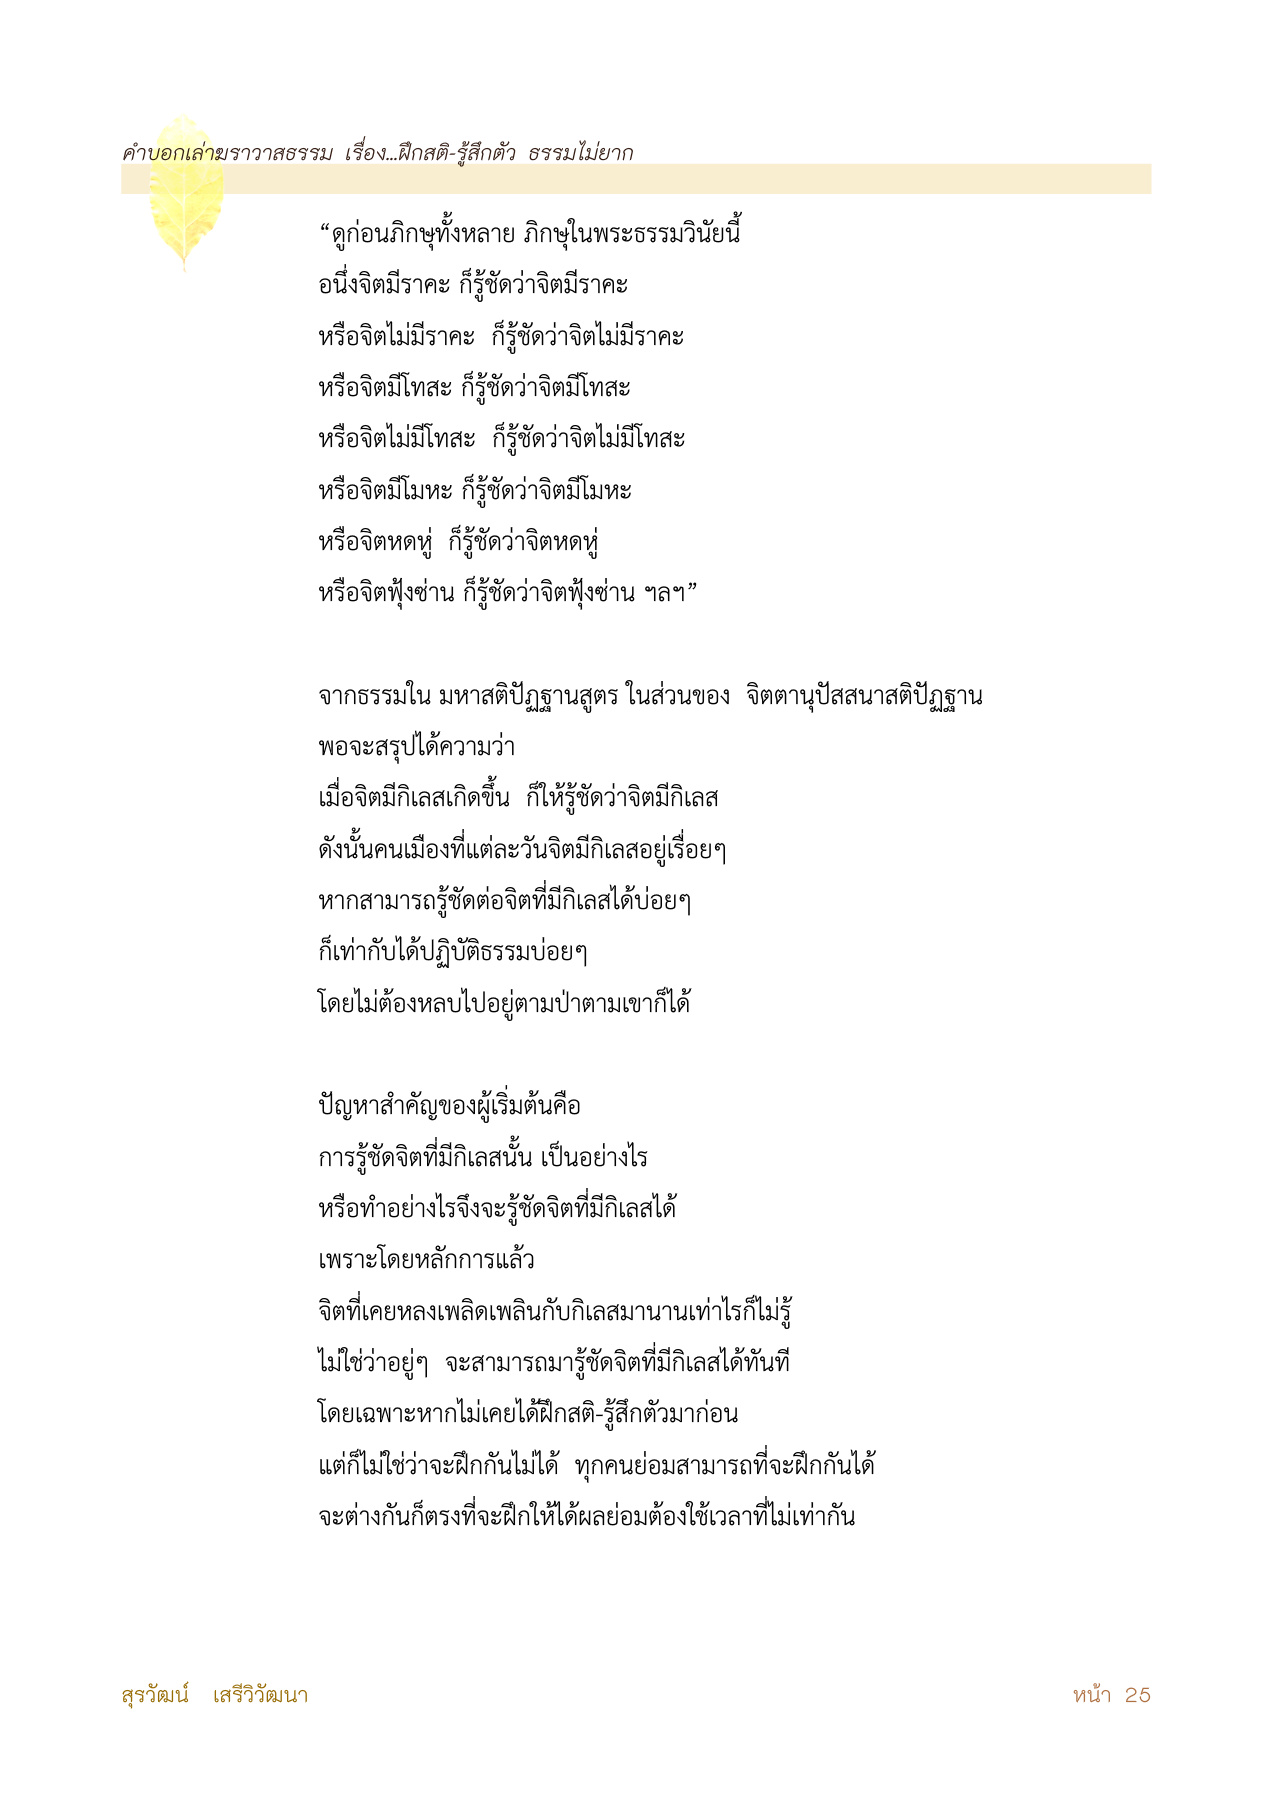 คำบอกเล่าฆราวาสธรรม เรื่อง...ฝึกสติ-รู้สึกตัว ธรรมไม่ยาก
“ดูก่อนภิกษุทั้งหลาย ภิกษุในพระธรรมวินัยนี้
อนึ่งจิตมีราคะ ก็รู้ชัดว่าจิตมีราคะ
หรือจิตไม่มีราคะ ก็รู้ชัดว่าจิตไม่มีราคะ
หรือจิตมีโทสะ ก็รู้ชัดว่าจิตมีโทสะ
หรือจิตไม่มีโทสะ ก็รู้ชัดว่าจิตไม่มีโทสะ
หรือจิตมีโมหะ ก็รู้ชัดว่าจิตมีโมหะ
หรือจิตหดหู่ ก็รู้ชัดว่าจิตหดหู่
หรือจิตฟุ้งซ่าน ก็รู้ชัดว่าจิตฟุ้งซ่าน ฯลฯ”
จากธรรมใน มหาสติปัฏฐานสูตร ในส่วนของ จิตตานุปัสสนาสติปัฏฐาน
พอจะสรุปได้ความว่า
เมื่อจิตมีกิเลสเกิดขึ้น ก็ให้รู้ชัดว่าจิตมีกิเลส
ดังนั้นคนเมืองที่แต่ละวันจิตมีกิเลสอยู่เรื่อยๆ
หากสามารถรู้ชัดต่อจิตที่มีกิเลสได้บ่อยๆ
ก็เท่ากับได้ปฏิบัติธรรมบ่อยๆ
โดยไม่ต้องหลบไปอยู่ตามป่าตามเขาก็ได้
ปัญหาสำคัญของผู้เริ่มต้นคือ
การรู้ชัดจิตที่มีกิเลสนั้น เป็นอย่างไร
หรือทำอย่างไรจึงจะรู้ชัดจิตที่มีกิเลสได้
เพราะโดยหลักการแล้ว
จิตที่เคยหลงเพลิดเพลินกับกิเลสมานานเท่าไรก็ไม่รู้
ไม่ใช่ว่าอยู่ๆ จะสามารถมารู้ชัดจิตที่มีกิเลสได้ทันที
โดยเฉพาะหากไม่เคยได้ฝึกสติ-รู้สึกตัวมาก่อน
แต่ก็ไม่ใช่ว่าจะฝึกกันไม่ได้ ทุกคนย่อมสามารถที่จะฝึกกันได้
จะต่างกันก็ตรงที่จะฝึกให้ได้ผลย่อมต้องใช้เวลาที่ไม่เท่ากัน
สุรวัฒน์ เสรีวิวัฒนา
หน้า 25